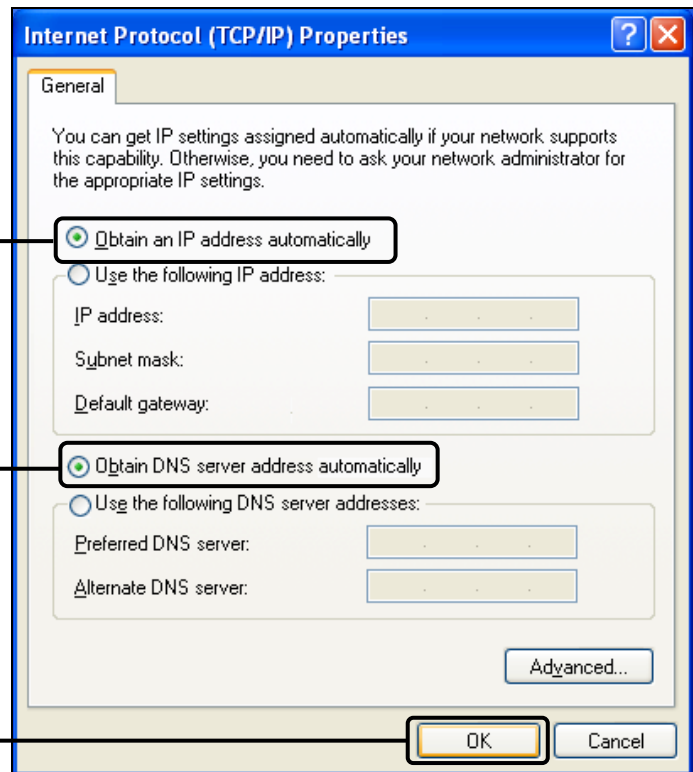 Internet Protocol (TCP/IP) Properties
General
You can get IP settings assigned automatically if your network supports
this capability. Otherwise, you need to ask your network administrator for
the appropriate IP settings.
Obtain an IP address automatically
Use the following IP address:
IP address:
Subnet mask:
Default gateway:
Obtain DNS server address automatically
Use the following DNS server addresses:
Preferred DNS server:
Alternate DNS server:
Advanced...
OK Cancel